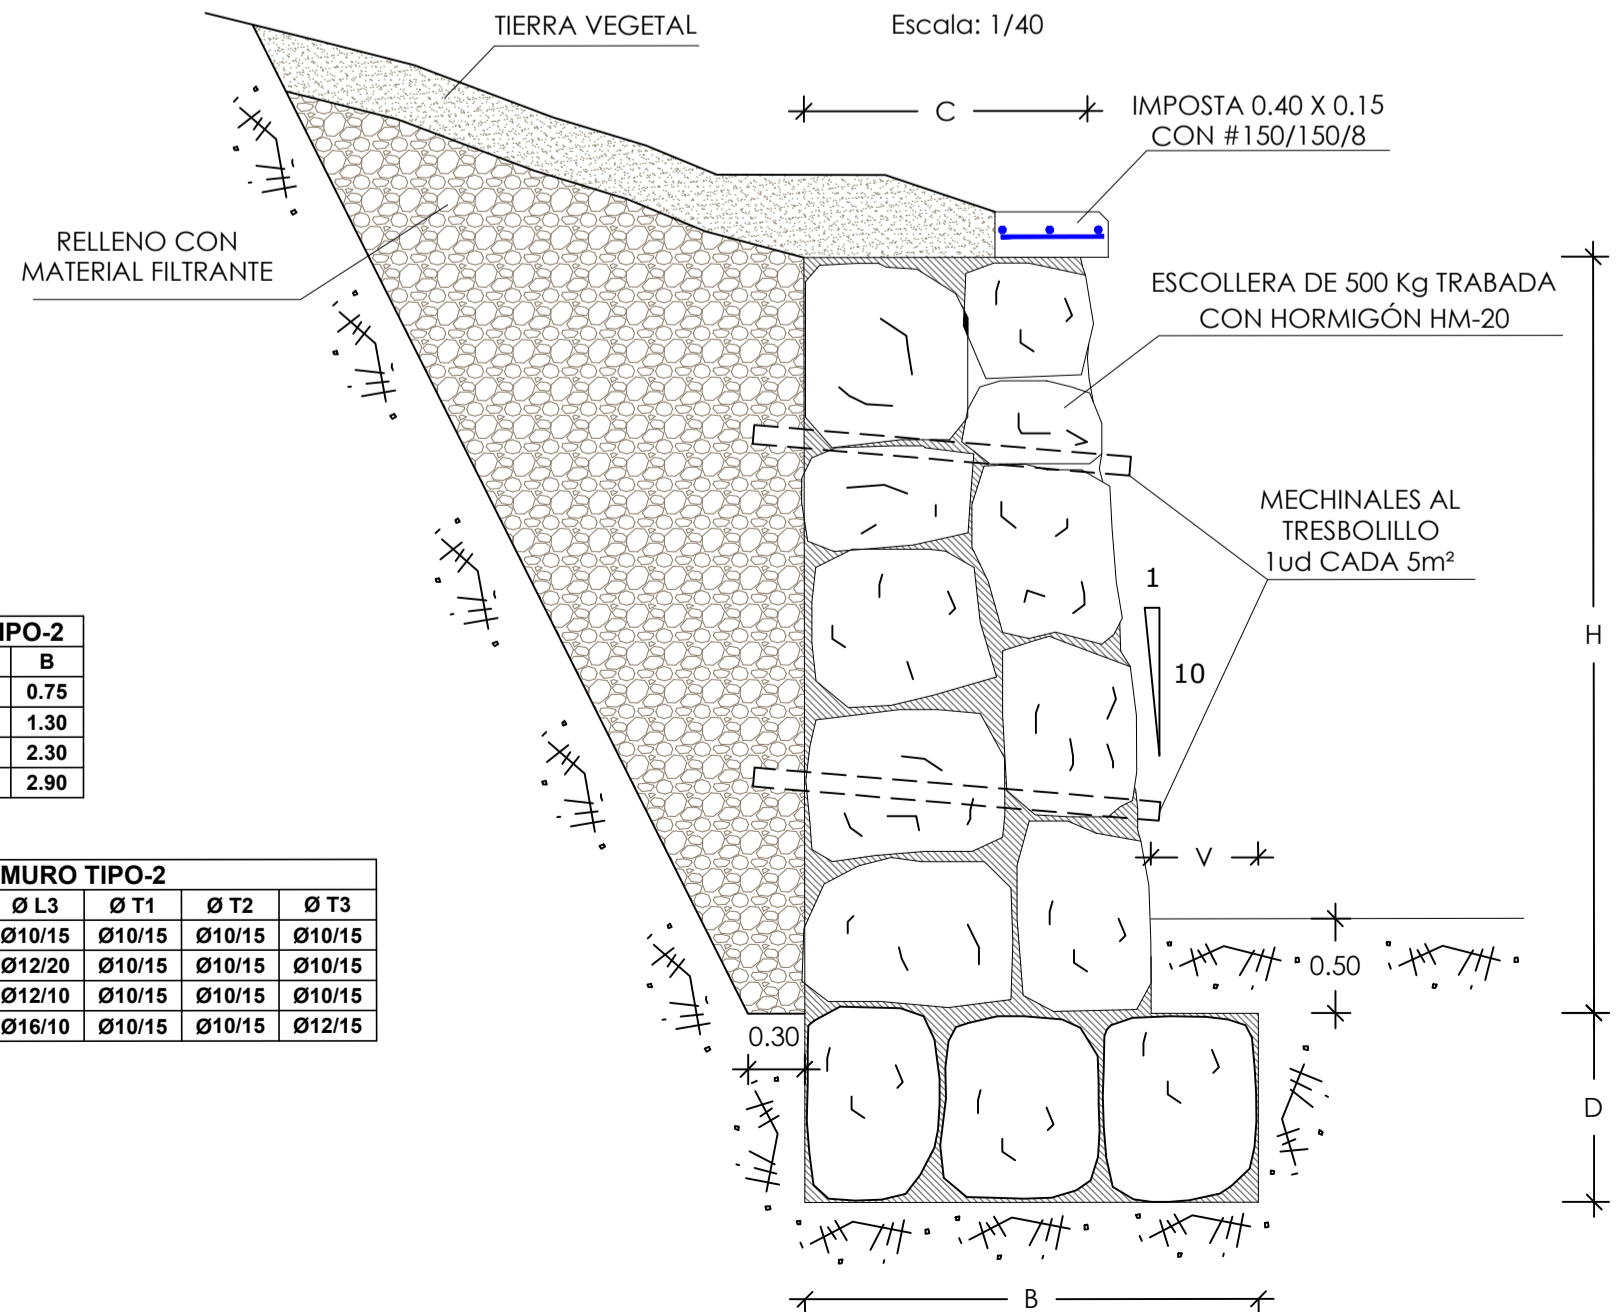 TIERRA VEGETAL
Escala: 1/40
C
IMPOSTA 0.40 X 0.15
CON #150/150/8
RELLENO CON
MATERIAL FILTRANTE
ESCOLLERA DE 500 Kg TRABADA
CON HORMIGÓN HM-20
MECHINALES AL
TRESBOLILLO
1ud CADA 5m²
1
10
H
B
0.75
1.30
2.30
2.90
V
0.50
MURO TIPO-2
Ø L3 Ø T1 Ø T2 Ø T3
Ø10/15 Ø10/15 Ø10/15 Ø10/15
Ø12/20 Ø10/15 Ø10/15 Ø10/15
Ø12/10 Ø10/15 Ø10/15 Ø10/15
Ø16/10 Ø10/15 Ø10/15 Ø12/15
0.30
D
B